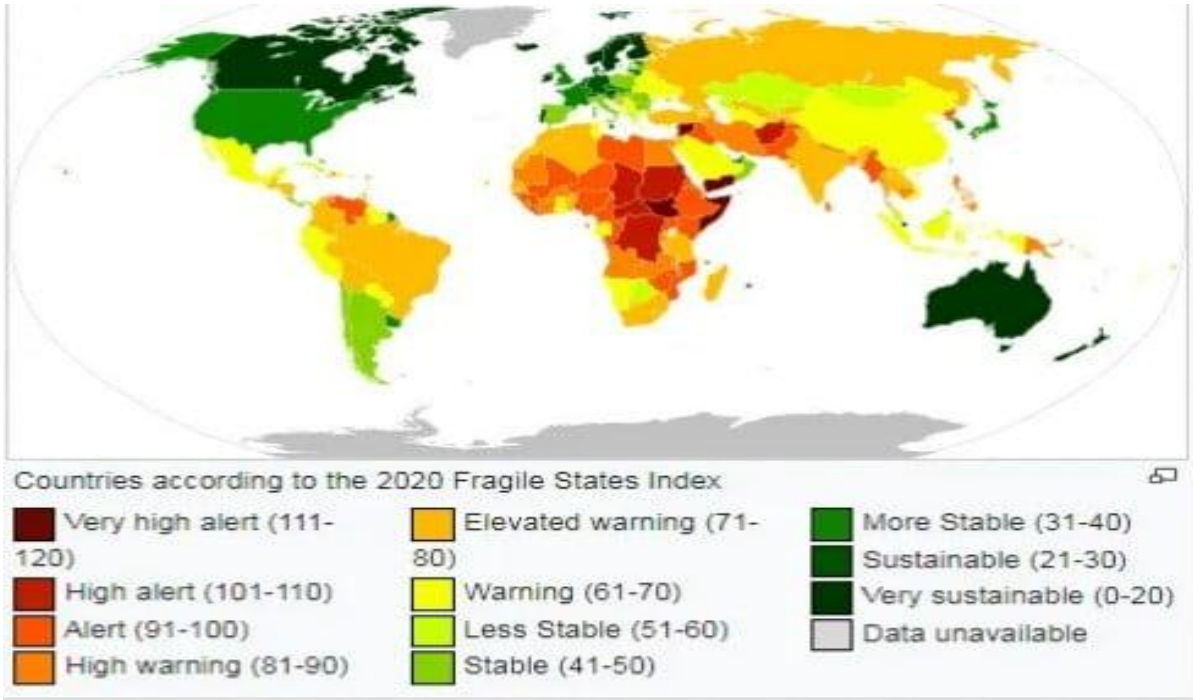 Countries according to the 2020 Fragile States Index
Very high alert (111-
120)
High alert (101-110)
Alert (91-100)
High warning (81-90)
Elevated warning (71-
80)
Warning (61-70)
Less Stable (51-60)
Stable (41-50)
More Stable (31-40)
Sustainable (21-30)
Very sustainable (0-20)
Data unavailable